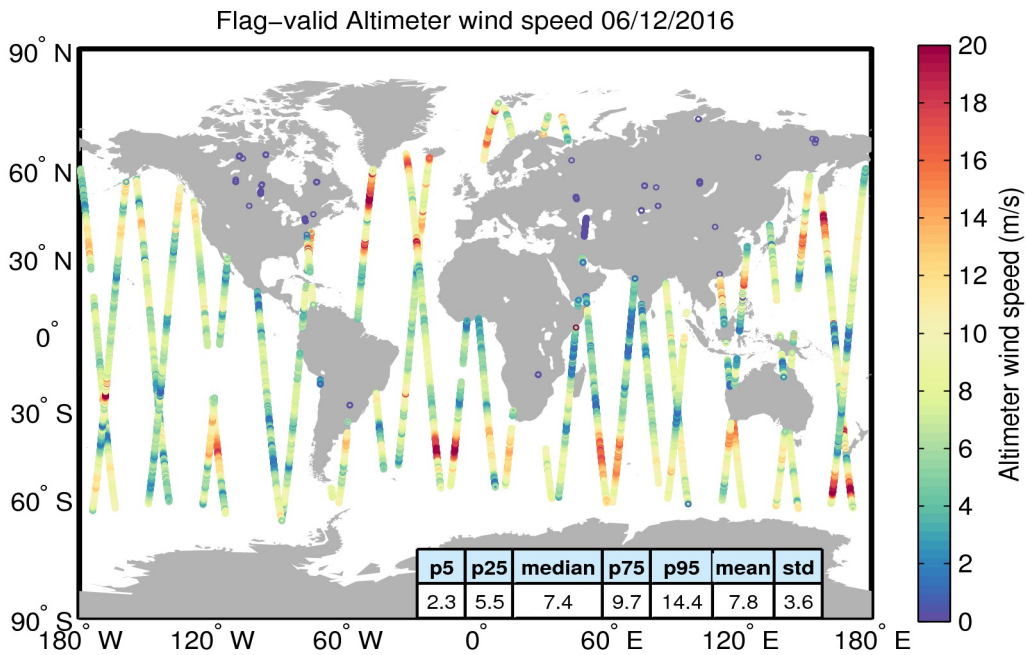 Flag−valid Altimeter wind speed 06/12/2016
90° N
60° N
30° N
0°
30° S
60° S
90° S
180° W
120° W
60° W
0°
60° E
120° E
180° E
p5 p25 median p75 p95 mean std
2.3 5.5 7.4 9.7 14.4 7.8 3.6
20
18
16
14
12
10
8
6
4
2
0
Altimeter wind speed (m/s)